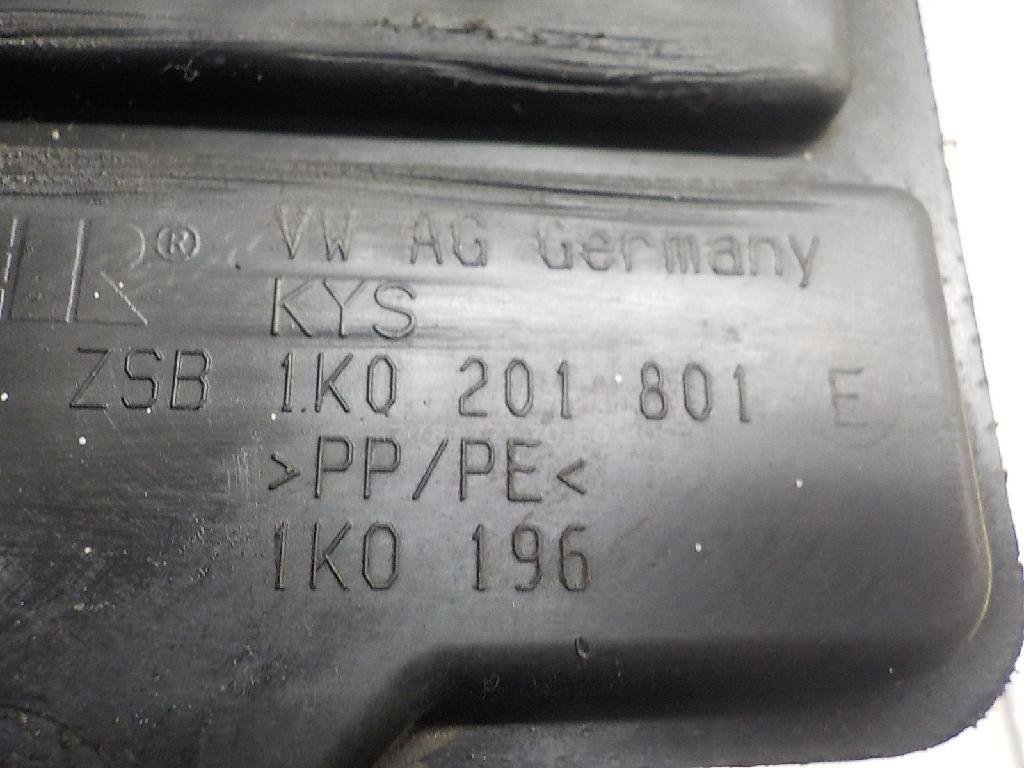 ® VW AG Germany
KYS
ZSB 1K0 201 801 E
>PP/PE<
1K0 196